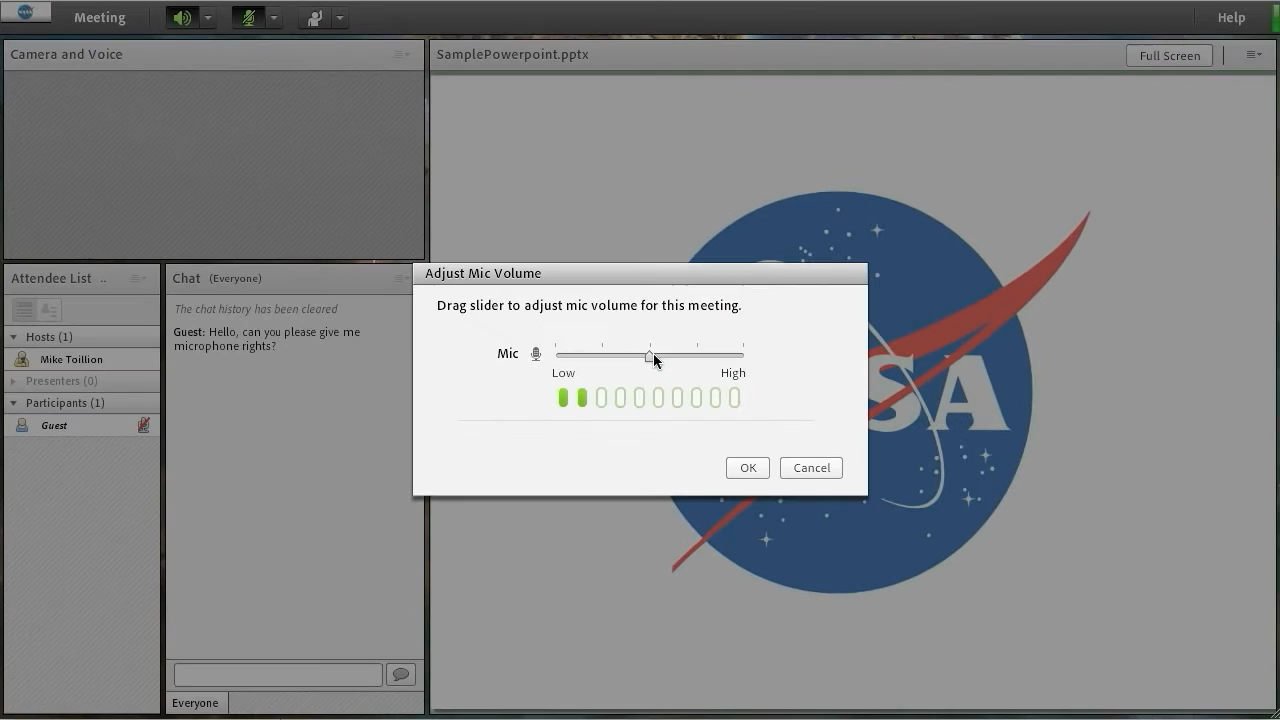 Meeting
Help
Camera and Voice
SamplePowerpoint.pptx
Full Screen
Attendee List ..
Chat (Everyone)
The chat history has been cleared
Guest: Hello, can you please give me
microphone rights?
Hosts (1)
Mike Toillion
Presenters (0)
Participants (1)
Guest
Everyone
Adjust Mic Volume
Drag slider to adjust mic volume for this meeting.
Mic
Low High
OK Cancel
SA